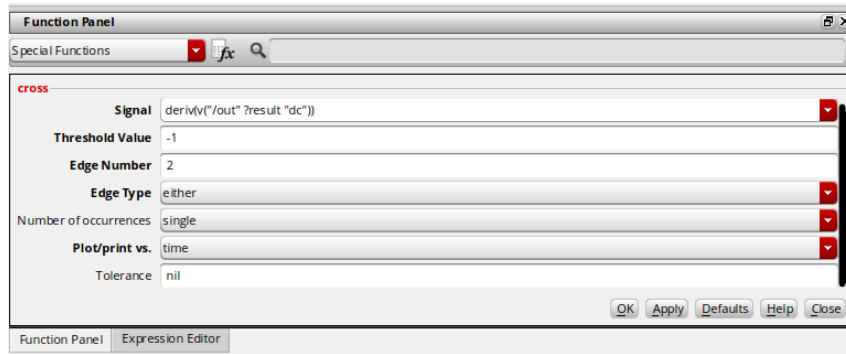 Function Panel
Special Functions fx
cross
Signal deriv(v("/out" ?result "dc"))
Threshold Value -1
Edge Number 2
Edge Type either
Number of occurrences single
Plot/print vs. time
Tolerance nil
OK Apply Defaults Help Close
Function Panel Expression Editor